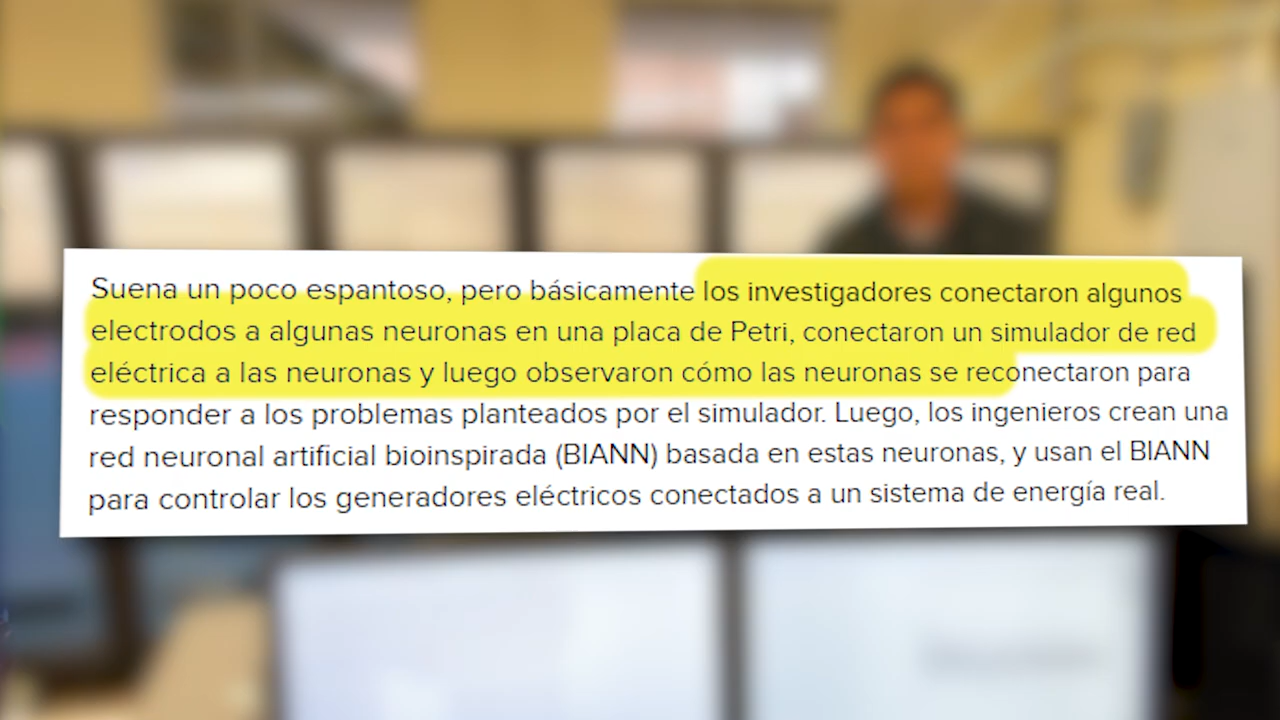 Suena un poco espantoso, pero básicamente los investigadores conectaron algunos
electrodos a algunas neuronas en una placa de Petri, conectaron un simulador de red
eléctrica a las neuronas y luego observaron cómo las neuronas se reconectaron para
responder a los problemas planteados por el simulador. Luego, los ingenieros crean una
red neuronal artificial bioinspirada (BIANN) basada en estas neuronas, y usan el BIANN
para controlar los generadores eléctricos conectados a un sistema de energía real.